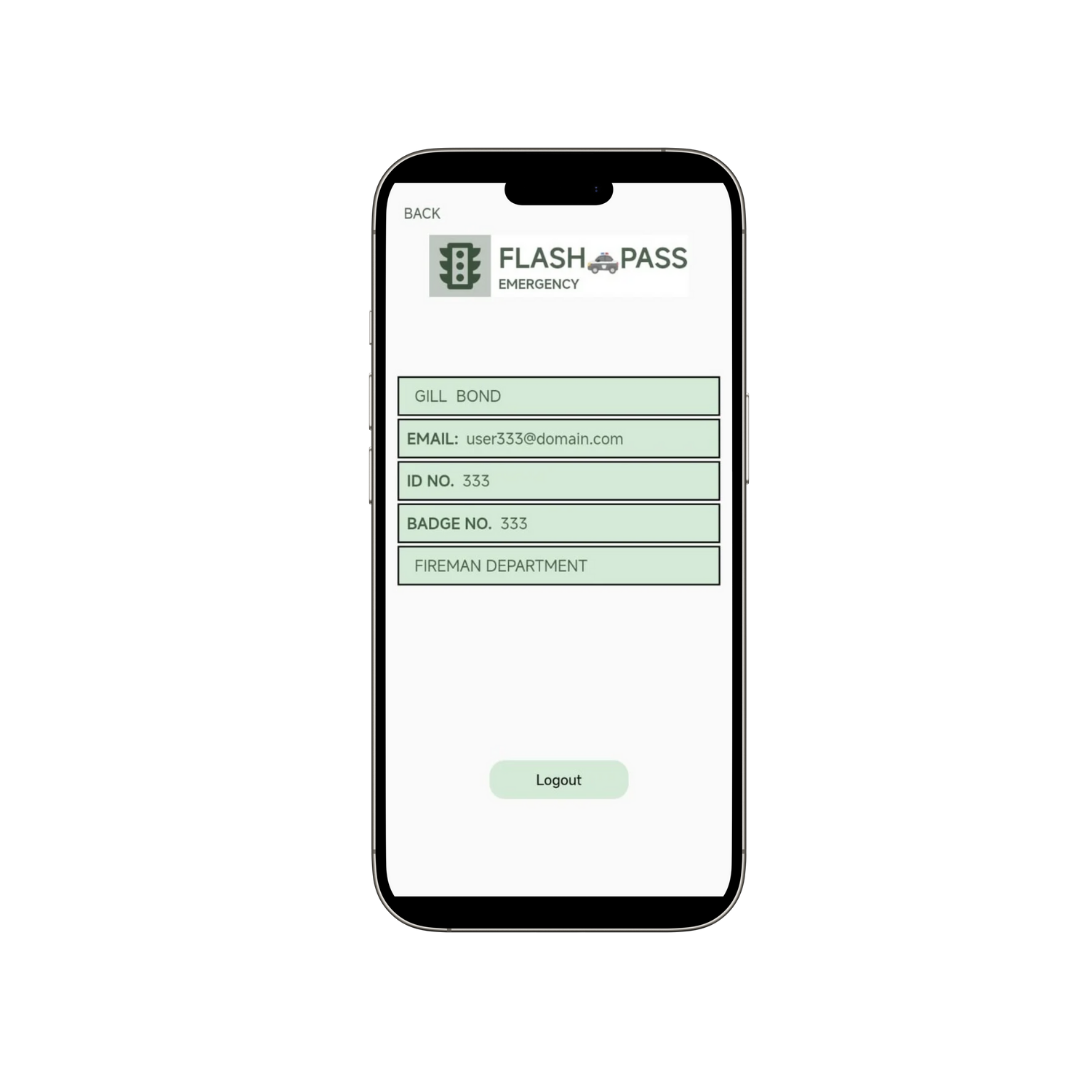 BACK
FLASH PASS
EMERGENCY
GILL BOND
EMAIL: user333@domain.com
ID NO. 333
BADGE NO. 333
FIREMAN DEPARTMENT
Logout